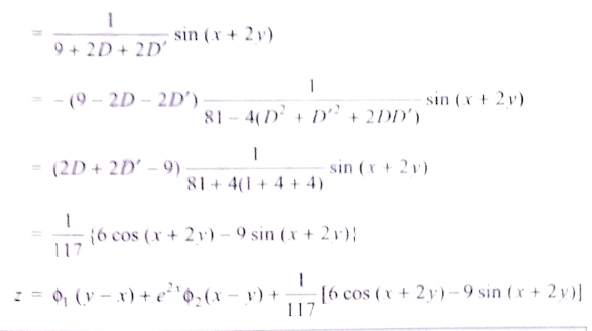 = 1/(9 + 2D + 2D') sin (x + 2y)
= - (9 – 2D – 2D') 1/(81 – 4(D² + D'² + 2DD')) sin (x + 2y)
= (2D + 2D' – 9) 1/(81 + 4(1 + 4 + 4)) sin (x + 2y)
= 1/117 {6 cos (x + 2y) – 9 sin (x + 2y)}
z = ϕ₁ (y – x) + e²ˣ ϕ₂ (x – y) + 1/117 [6 cos (x + 2y) – 9 sin (x + 2y)]